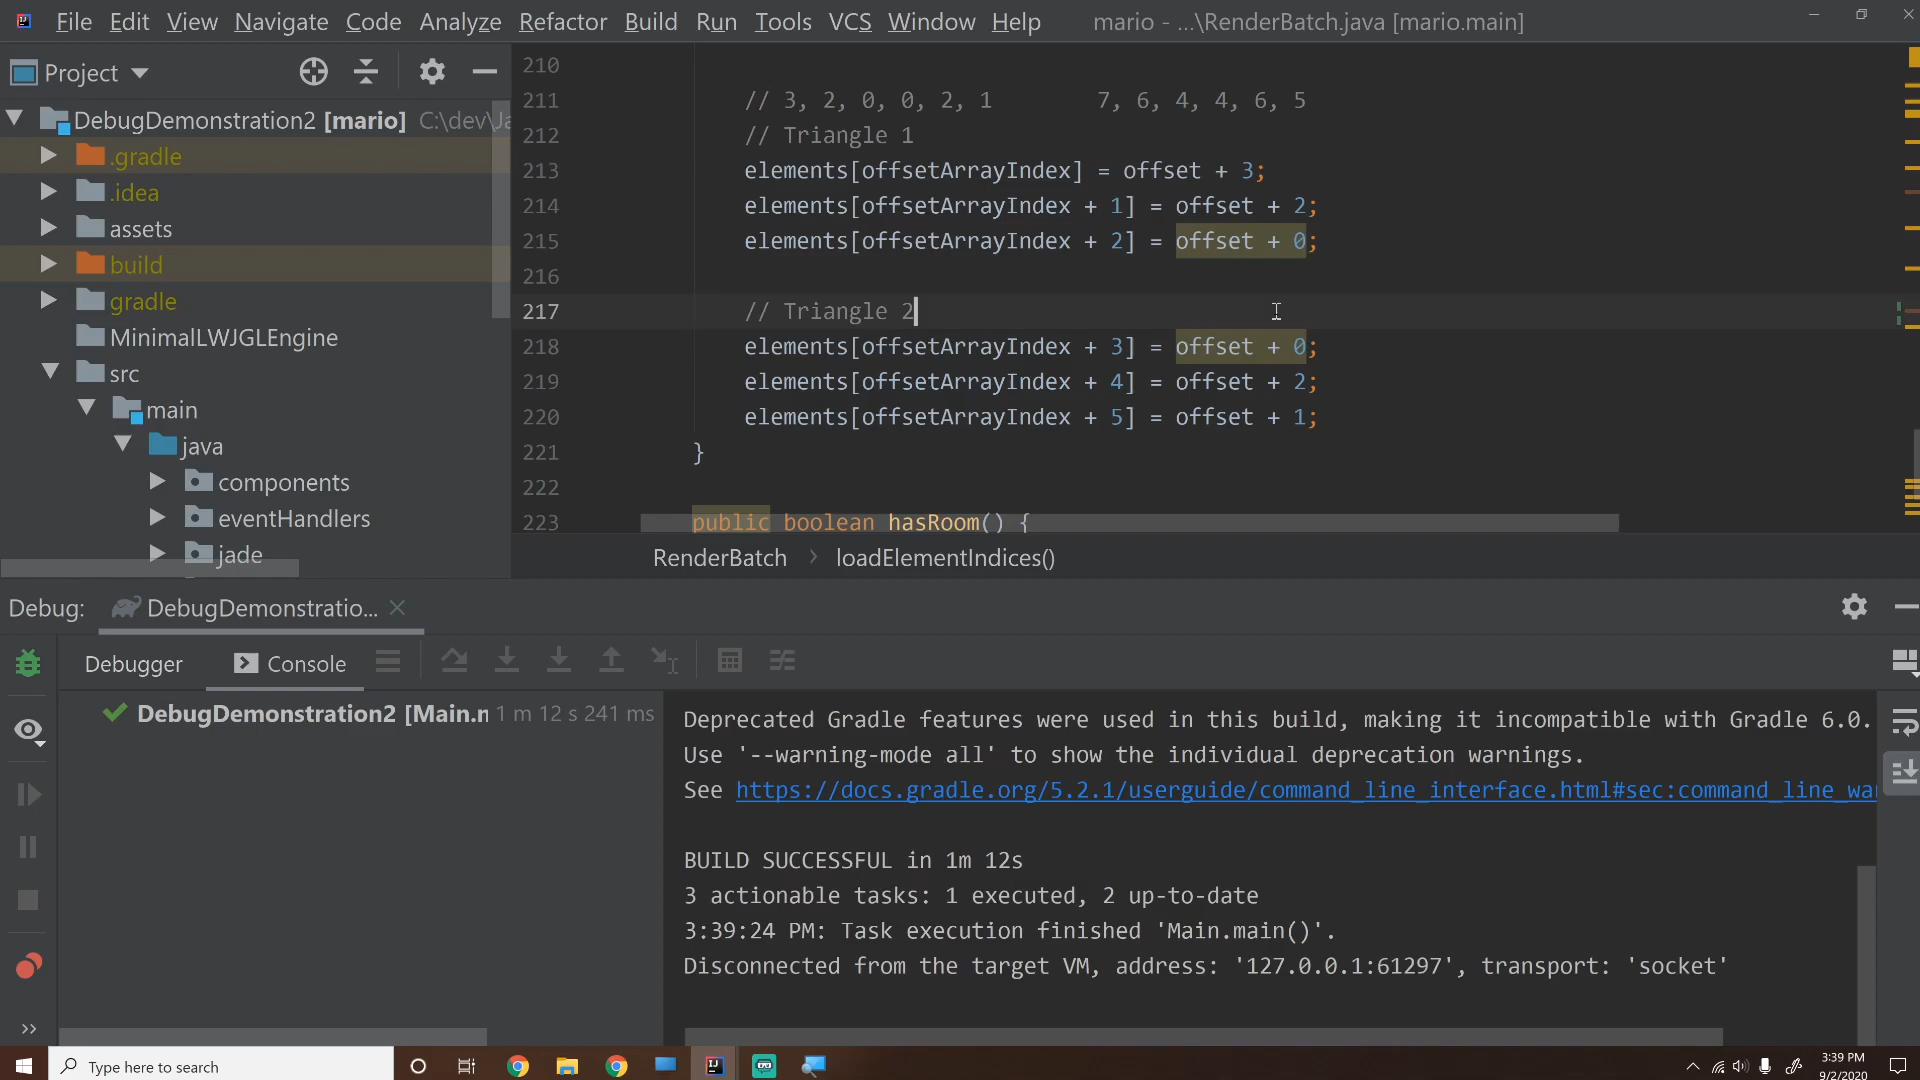 File Edit View Navigate Code Analyze Refactor Build Run Tools VCS Window Help mario - ...\RenderBatch.java [mario.main]
Project
DebugDemonstration2 [mario] C:\dev\Ja
.gradle
.idea
assets
build
gradle
MinimalLWJGLEngine
src
main
java
components
eventHandlers
jade
210
211 // 3, 2, 0, 0, 2, 1 7, 6, 4, 4, 6, 5
212 // Triangle 1
213 elements[offsetArrayIndex] = offset + 3;
214 elements[offsetArrayIndex + 1] = offset + 2;
215 elements[offsetArrayIndex + 2] = offset + 0;
216
217 // Triangle 2
218 elements[offsetArrayIndex + 3] = offset + 0;
219 elements[offsetArrayIndex + 4] = offset + 2;
220 elements[offsetArrayIndex + 5] = offset + 1;
221 }
222
223 public boolean hasRoom() {
RenderBatch > loadElementIndices()
Debug: DebugDemonstratio...
Debugger Console
DebugDemonstration2 [Main.n 1 m 12 s 241 ms
Deprecated Gradle features were used in this build, making it incompatible with Gradle 6.0.
Use '--warning-mode all' to show the individual deprecation warnings.
See https://docs.gradle.org/5.2.1/userguide/command_line_interface.html#sec:command_line_wa
BUILD SUCCESSFUL in 1m 12s
3 actionable tasks: 1 executed, 2 up-to-date
3:39:24 PM: Task execution finished 'Main.main()'.
Disconnected from the target VM, address: '127.0.0.1:61297', transport: 'socket'
Type here to search
3:39 PM
9/2/2020